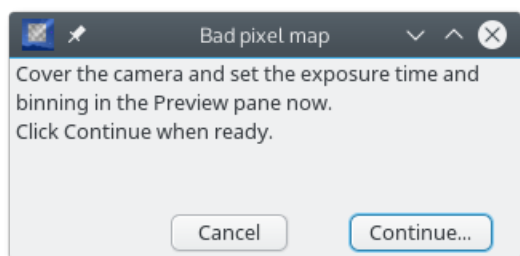 Bad pixel map
Cover the camera and set the exposure time and
binning in the Preview pane now.
Click Continue when ready.
Cancel
Continue...